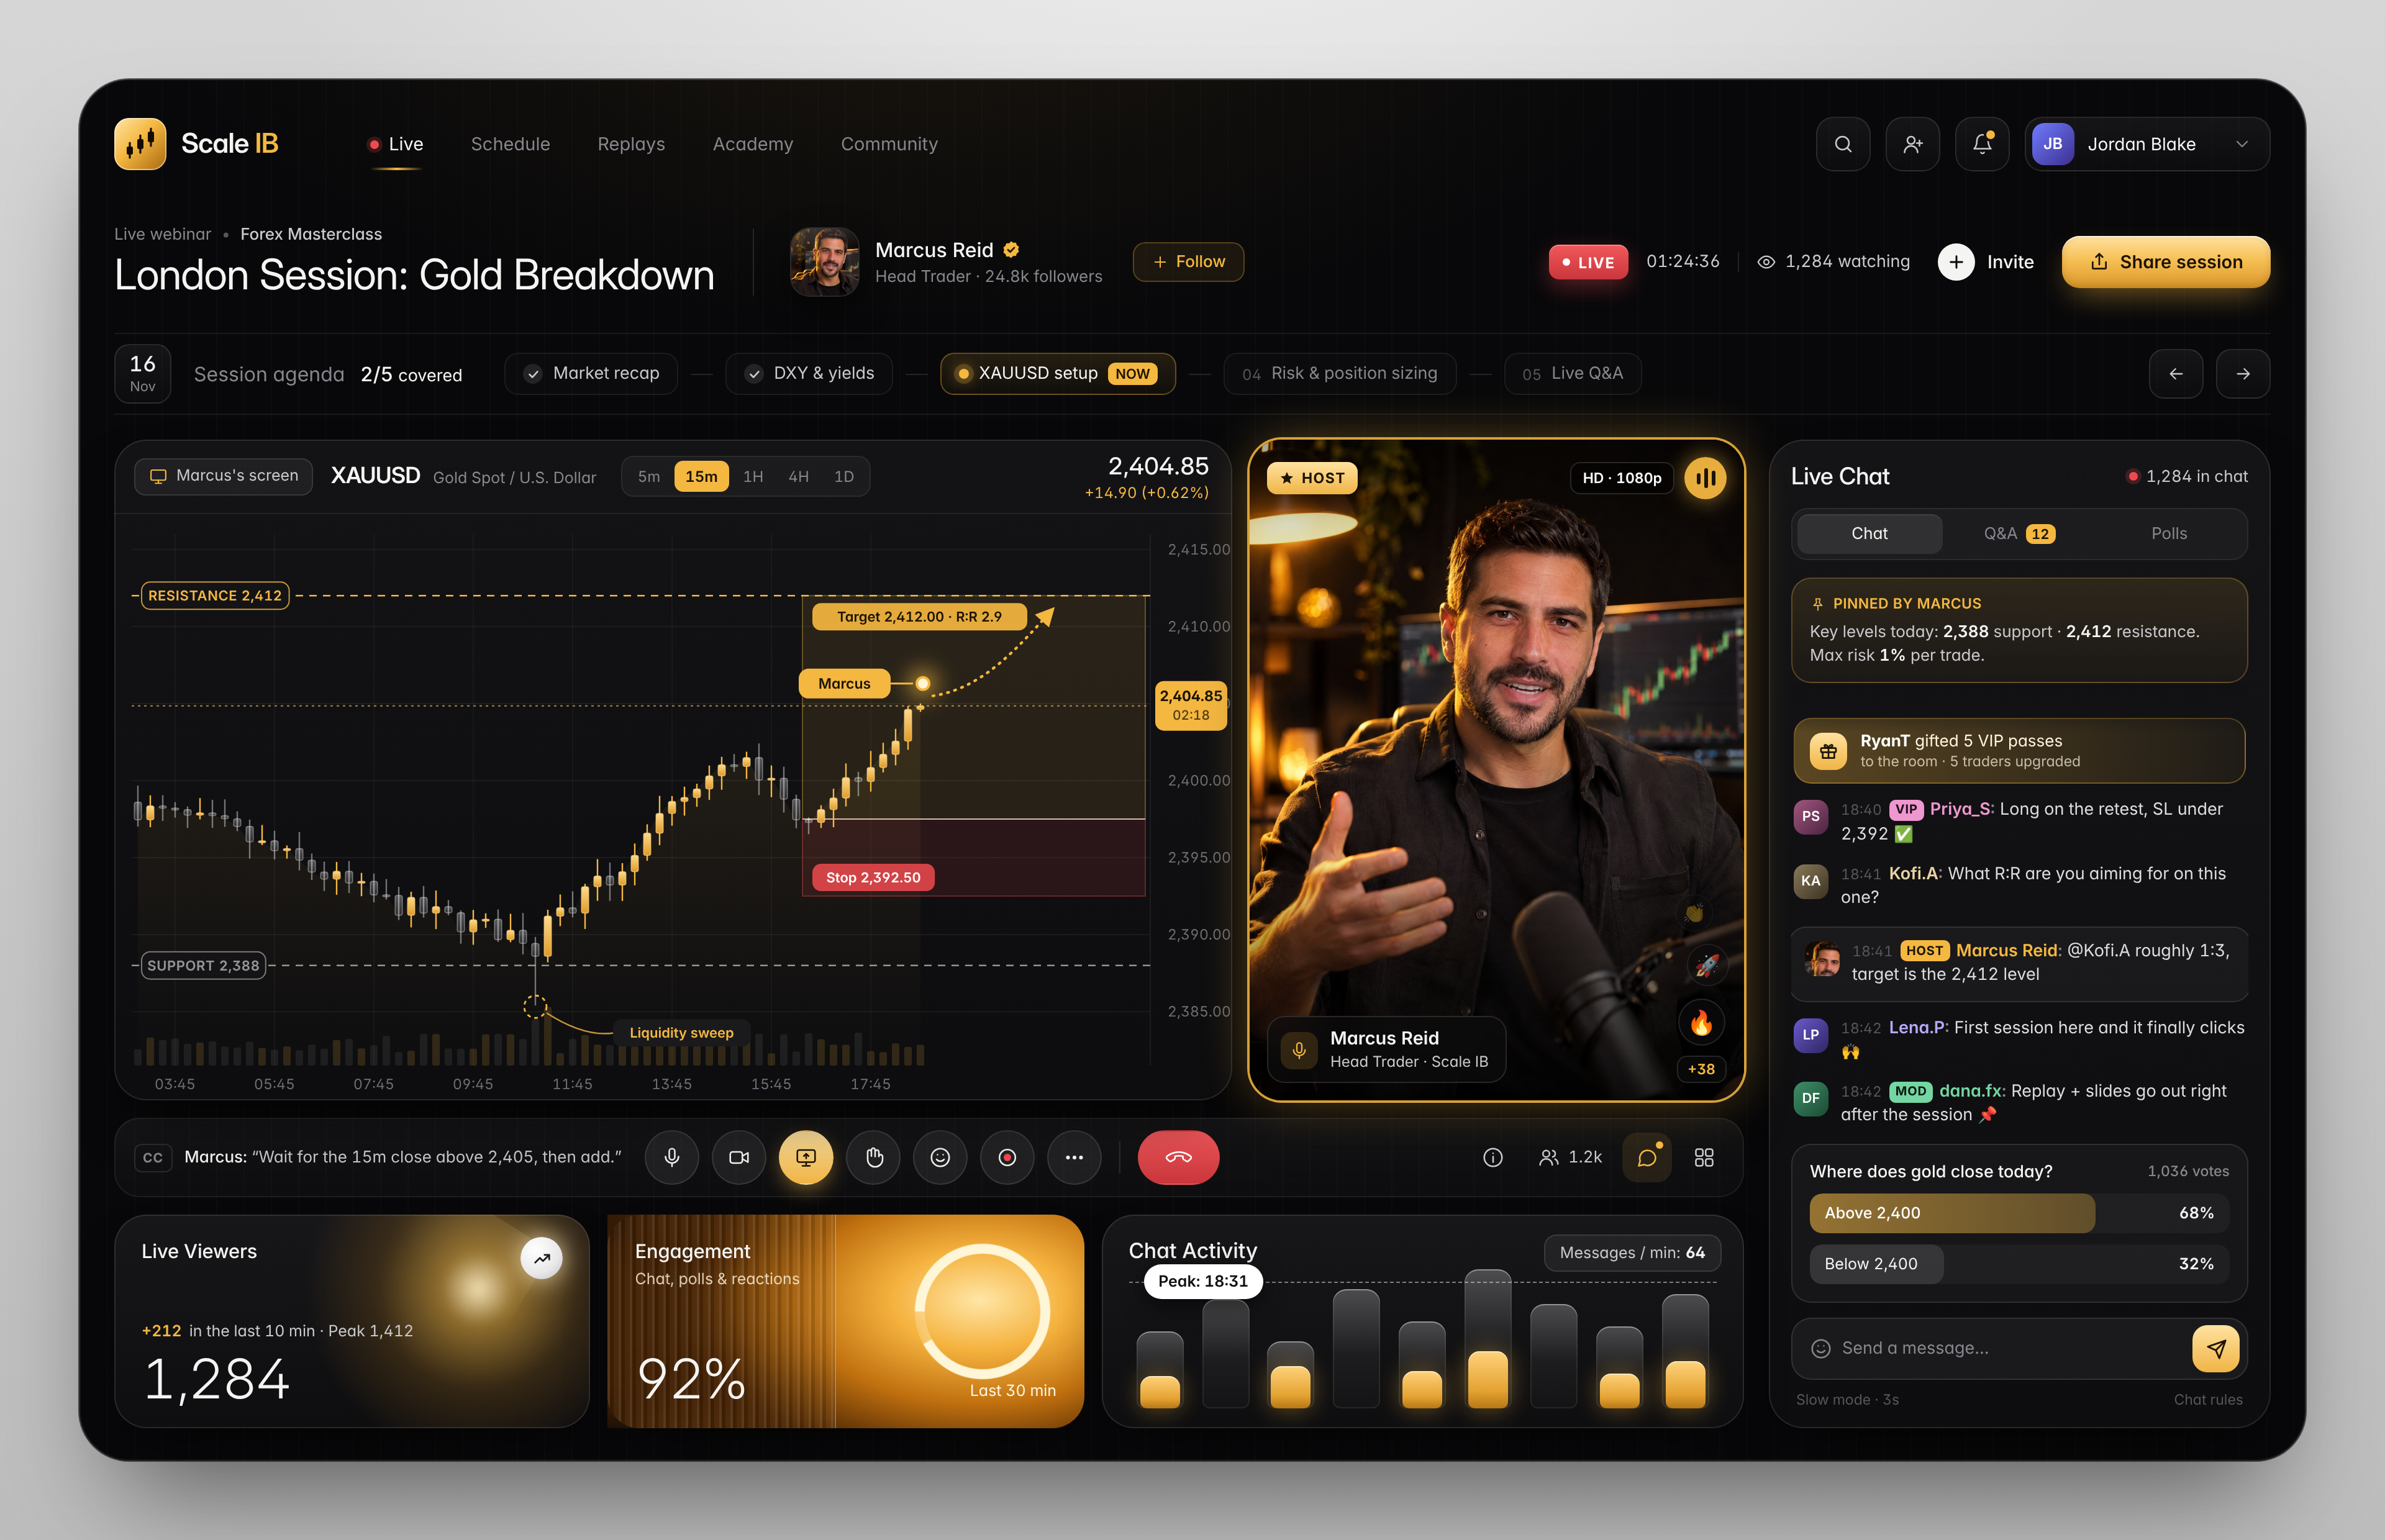 Scale IB
Live
Schedule
Replays
Academy
Community
JB
Jordan Blake
Live webinar • Forex Masterclass
London Session: Gold Breakdown
Marcus Reid
Head Trader · 24.8k followers
+ Follow
LIVE
01:24:36
1,284 watching
Invite
Share session
16
Nov
Session agenda 2/5 covered
Market recap
DXY & yields
XAUUSD setup NOW
04 Risk & position sizing
05 Live Q&A
Marcus's screen
XAUUSD Gold Spot / U.S. Dollar
5m 15m 1H 4H 1D
2,404.85
+14.90 (+0.62%)
2,415.00
RESISTANCE 2,412
Target 2,412.00 · R:R 2.9
2,410.00
Marcus
2,404.85
02:18
2,400.00
2,395.00
Stop 2,392.50
2,390.00
SUPPORT 2,388
2,385.00
Liquidity sweep
03:45 05:45 07:45 09:45 11:45 13:45 15:45 17:45
★ HOST
HD · 1080p
Marcus Reid
Head Trader · Scale IB
👏
🚀
🔥
+38
Live Chat
1,284 in chat
Chat
Q&A 12
Polls
PINNED BY MARCUS
Key levels today: 2,388 support · 2,412 resistance.
Max risk 1% per trade.
RyanT gifted 5 VIP passes
to the room · 5 traders upgraded
PS
18:40 VIP Priya_S: Long on the retest, SL under
2,392 ✅
KA
18:41 Kofi.A: What R:R are you aiming for on this
one?
18:41 HOST Marcus Reid: @Kofi.A roughly 1:3,
target is the 2,412 level
LP
18:42 Lena.P: First session here and it finally clicks
🙌
DF
18:42 MOD dana.fx: Replay + slides go out right
after the session 📌
Where does gold close today?
1,036 votes
Above 2,400 68%
Below 2,400 32%
Send a message...
Slow mode · 3s
Chat rules
CC
Marcus: “Wait for the 15m close above 2,405, then add.”
1.2k
Live Viewers
+212 in the last 10 min · Peak 1,412
1,284
Engagement
Chat, polls & reactions
92%
Last 30 min
Chat Activity
Messages / min: 64
Peak: 18:31